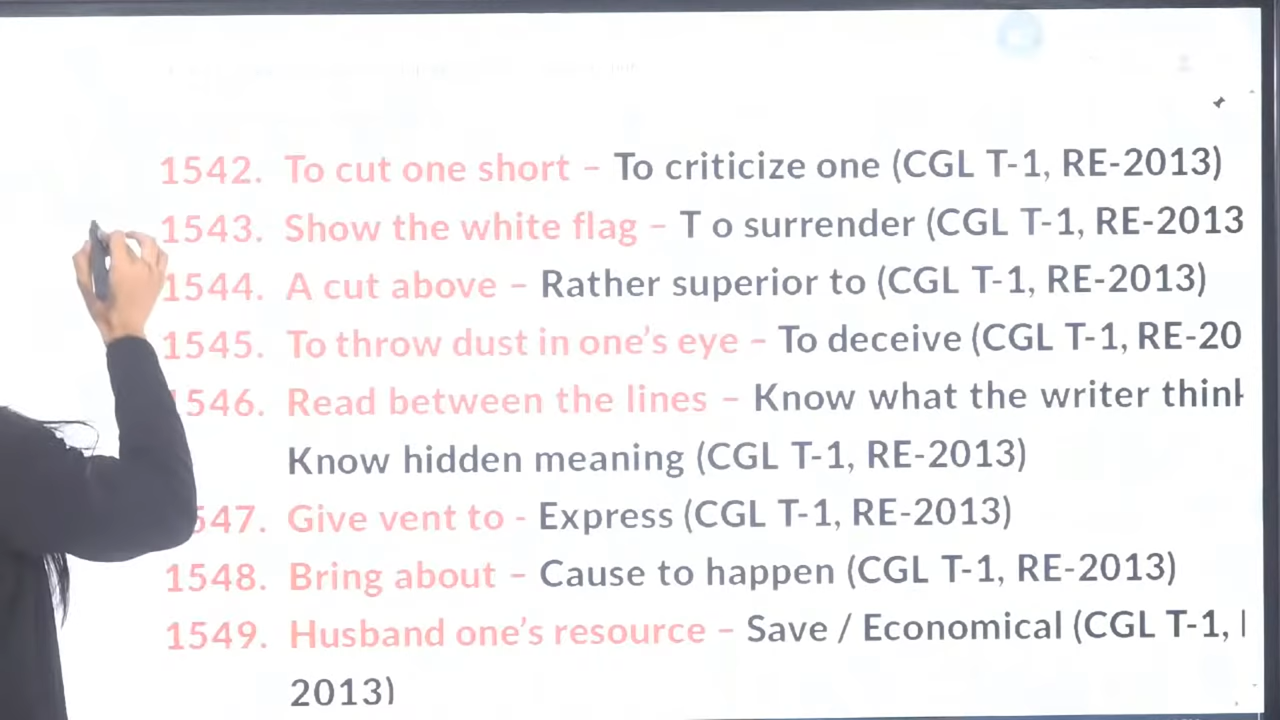 1542. To cut one short – To criticize one (CGL T-1, RE-2013)
1543. Show the white flag – T o surrender (CGL T-1, RE-2013
1544. A cut above – Rather superior to (CGL T-1, RE-2013)
1545. To throw dust in one's eye – To deceive (CGL T-1, RE-20
546. Read between the lines – Know what the writer think
Know hidden meaning (CGL T-1, RE-2013)
547. Give vent to - Express (CGL T-1, RE-2013)
1548. Bring about – Cause to happen (CGL T-1, RE-2013)
1549. Husband one's resource – Save / Economical (CGL T-1,
2013)